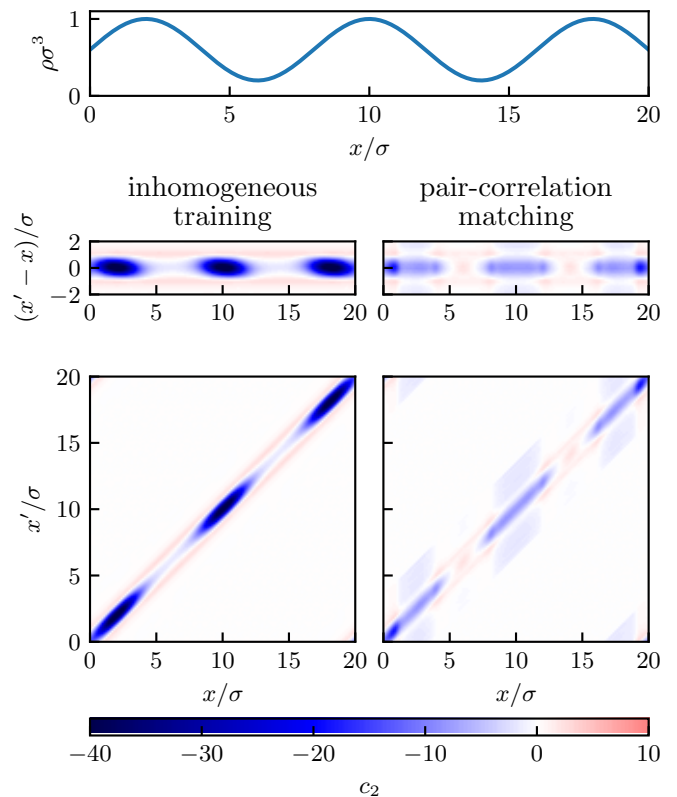 ρσ³
1
0
0 5 10 15 20
x/σ
inhomogeneous training
pair-correlation matching
(x′ − x)/σ
2
0
−2
0 5 10 15 20
0 5 10 15 20
x′/σ
20
15
10
5
0
0 5 10 15 20
0 5 10 15 20
x/σ
x/σ
−40 −30 −20 −10 0 10
c₂